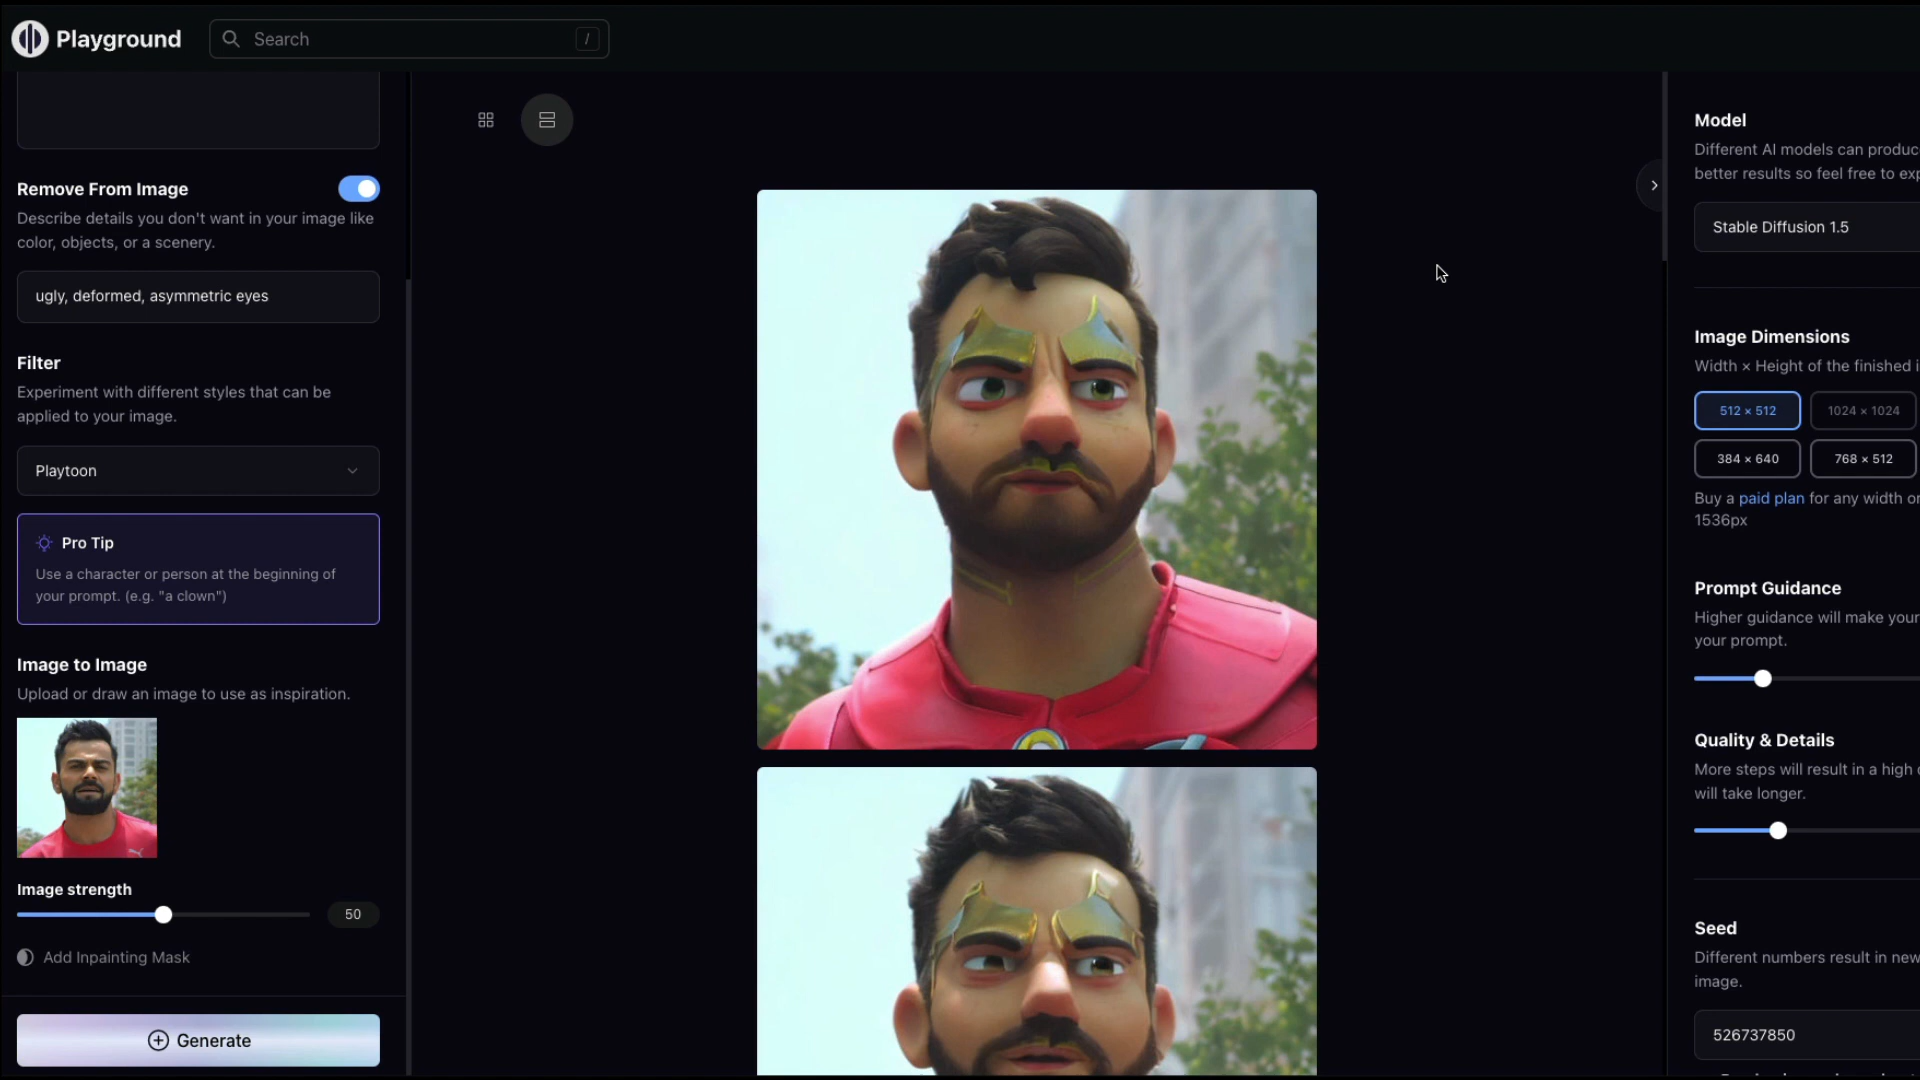 Playground
Search
/
Remove From Image
Describe details you don't want in your image like
color, objects, or a scenery.
ugly, deformed, asymmetric eyes
Filter
Experiment with different styles that can be
applied to your image.
Playtoon
Pro Tip
Use a character or person at the beginning of
your prompt. (e.g. "a clown")
Image to Image
Upload or draw an image to use as inspiration.
Image strength
50
Add Inpainting Mask
Generate
Model
Different AI models can produc
better results so feel free to exp
Stable Diffusion 1.5
Image Dimensions
Width × Height of the finished i
512 × 512
1024 × 1024
384 × 640
768 × 512
Buy a paid plan for any width or
1536px
Prompt Guidance
Higher guidance will make your
your prompt.
Quality & Details
More steps will result in a high
will take longer.
Seed
Different numbers result in new
image.
526737850